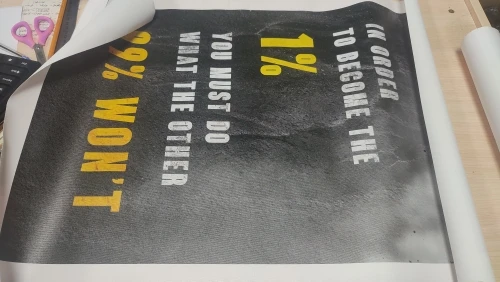 IN ORDER
TO BECOME THE
1%
YOU MUST DO
WHAT THE OTHER
99% WON'T